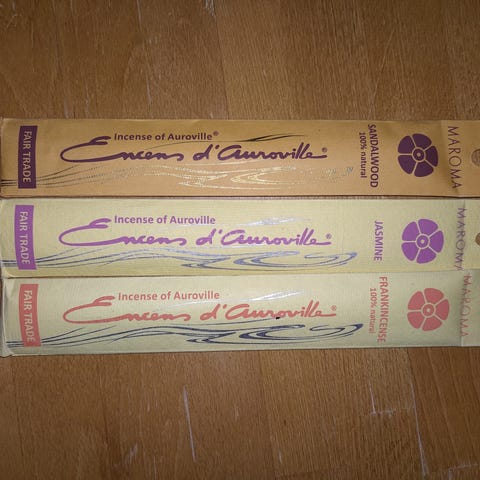 FAIR TRADE
Incense of Auroville®
Encens d'Auroville®
SANDALWOOD
100% natural
MAROMA
FAIR TRADE
Incense of Auroville®
Encens d'Auroville®
JASMINE
MAROMA
FAIR TRADE
Incense of Auroville
Encens d'Auroville®
FRANKINCENSE
100% natural
MAROMA